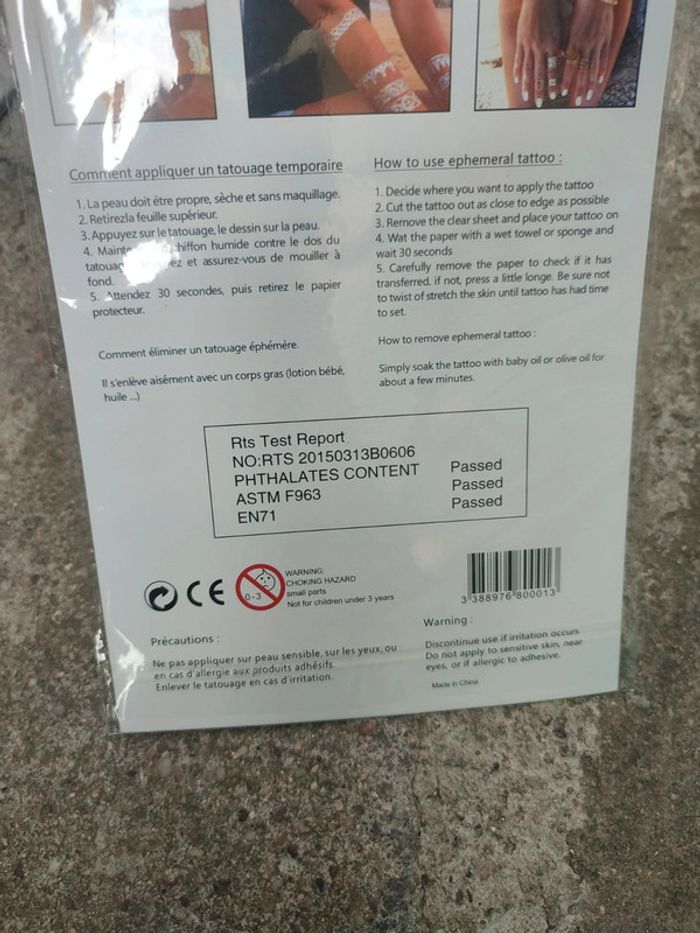 Comment appliquer un tatouage temporaire
1. La peau doit ëtre propre, sèche et sans maquillage.
2. Retirezla feuille supérieur.
3. Appuyez sur le tatouage, le dessin sur la peau.
4. humide contre le dos du
et assurez-vous de mouiller à
fond.
5. Attendez 30 secondes, puis retirez le papier
protecteur.
Comment éliminer un tatouage éphémère.
Il s'enlève aisément avec un corps gras (lotion bébé,
huile ...)
How to use ephemeral tattoo :
1. Decide where you want to apply the tattoo
2. Cut the tattoo out as close to edge as possible
3. Remove the clear sheet and place your tattoo on
4. Wat the paper with a wet towel or sponge and
wait 30 seconds
5. Carefully remove the paper to check if it has
transferred. if not, press a little longe. Be sure not
to twist of stretch the skin until tattoo has had time
to set.
How to remove ephemeral tattoo :
Simply soak the tattoo with baby oil or olive oil for
about a few minutes.
Rts Test Report
NO:RTS 20150313B0606
PHTHALATES CONTENT Passed
ASTM F963 Passed
EN71 Passed
CE
0-3
WARNING:
CHOKING HAZARD
small parts
Not for children under 3 years
3 388976 800013
Précautions :
Ne pas appliquer sur peau sensible, sur les yeux, ou
en cas d'allergie aux produits adhésifs
Enlever le tatouage en cas d'irritation.
Warning :
Discontinue use if irritation occurs
Do not apply to sensitive skin, near
eyes, or if allergic to adhesive.
Made in China